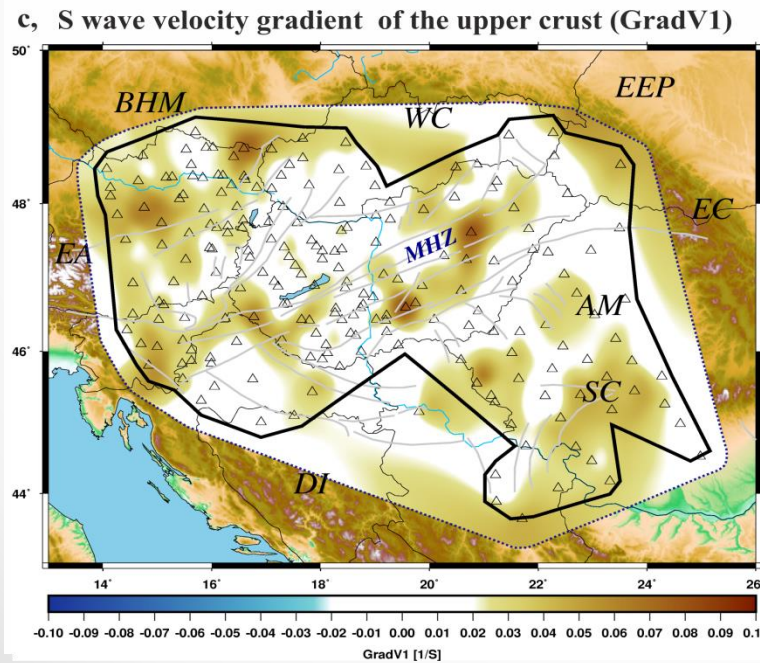 c, S wave velocity gradient of the upper crust (GradV1)
50˚
BHM
WC
EEP
48˚
EC
EA
MHZ
AM
46˚
SC
DI
44˚
14˚ 16˚ 18˚ 20˚ 22˚ 24˚ 26
-0.10 -0.09 -0.08 -0.07 -0.06 -0.05 -0.04 -0.03 -0.02 -0.01 0.00 0.01 0.02 0.03 0.04 0.05 0.06 0.07 0.08 0.09 0.1
GradV1 [1/S]